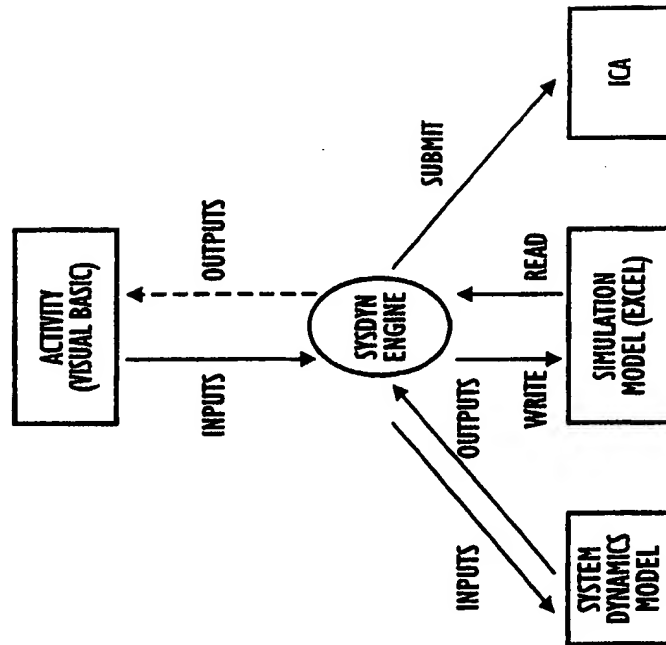 ACTIVITY
(VISUAL BASIC)
INPUTS
OUTPUTS
SYSDYN
ENGINE
SUBMIT
INPUTS
OUTPUTS
WRITE
READ
SYSTEM
DYNAMICS
MODEL
SIMULATION
MODEL (EXCEL)
ICA